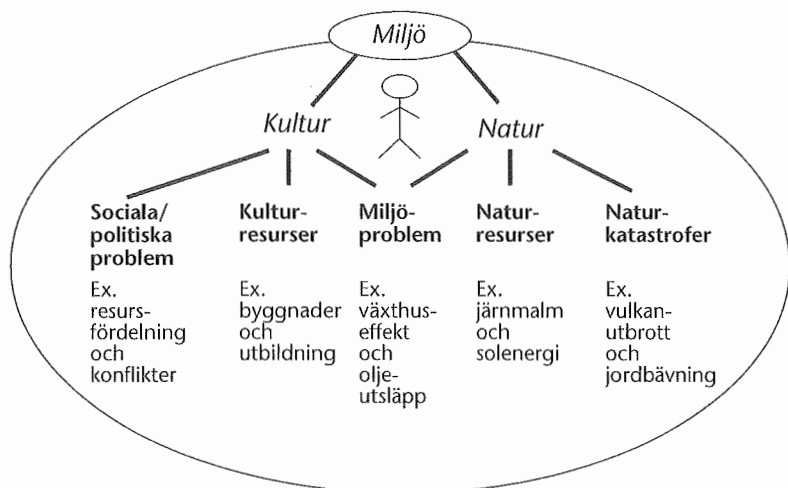 Miljö
Kultur
Natur
Sociala/
politiska
problem
Ex.
resurs-
fördelning
och
konflikter
Kultur-
resurser
Ex.
byggnader
och
utbildning
Miljö-
problem
Ex.
växthus-
effekt
och
olje-
utsläpp
Natur-
resurser
Ex.
järnmalm
och
solenergi
Natur-
katastrofer
Ex.
vulkan-
utbrott
och
jordbävning